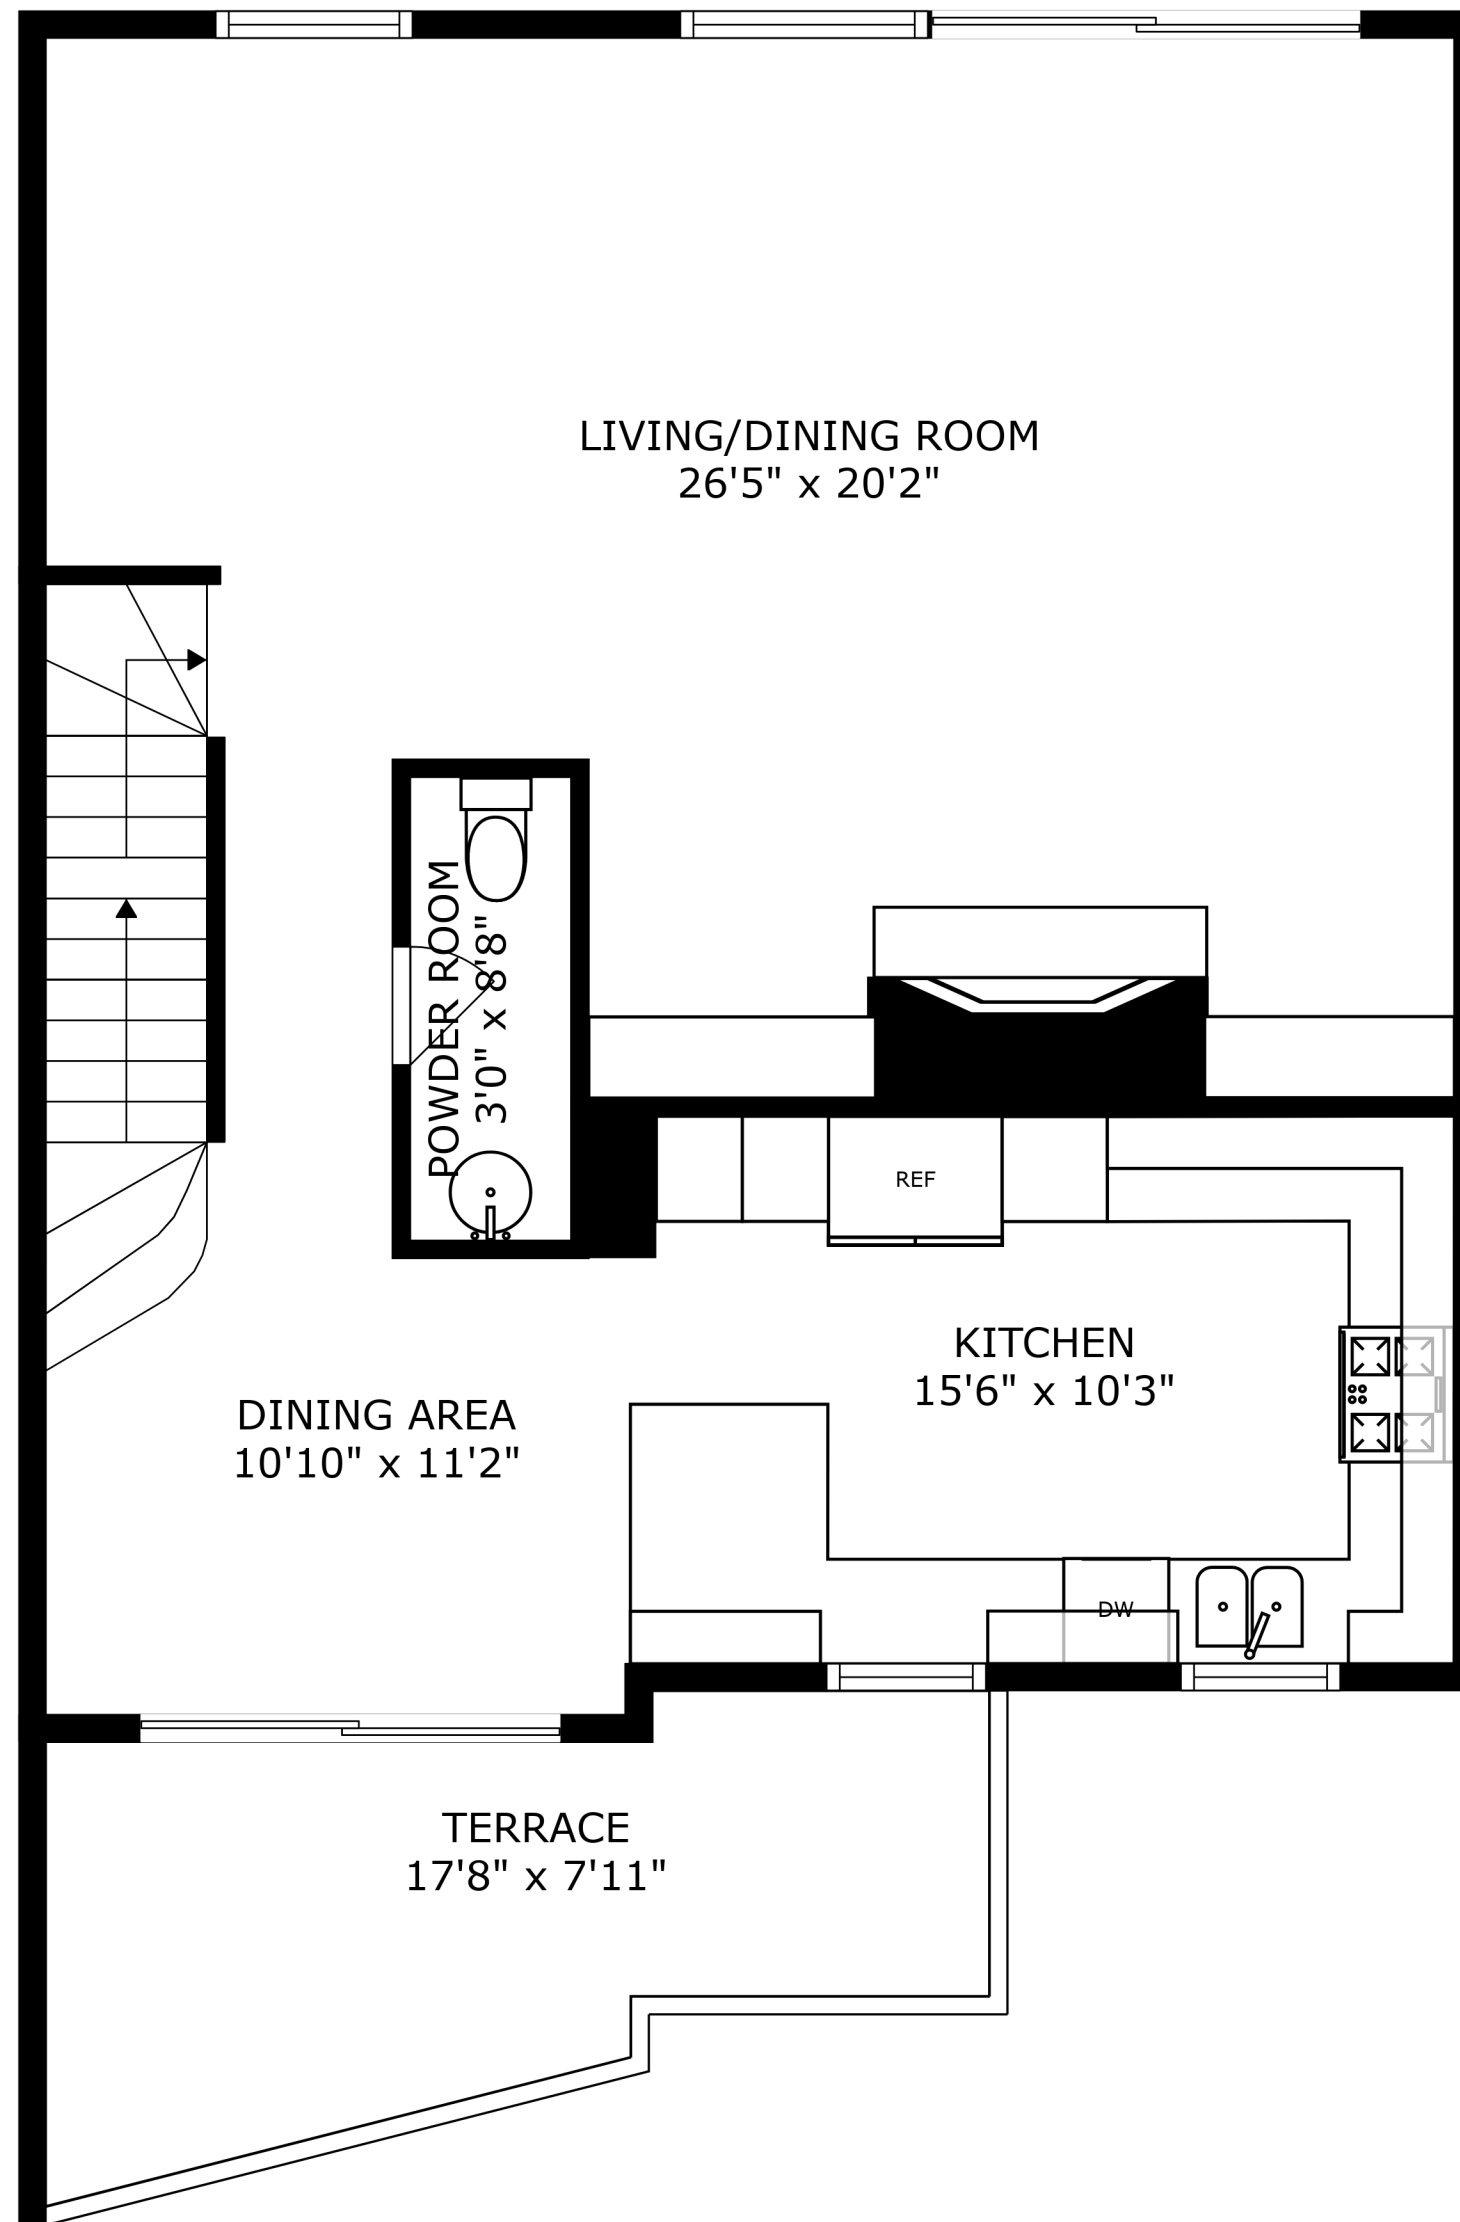 LIVING/DINING ROOM
26'5" x 20'2"
POWDER ROOM
3'0" x 8'8"
REF
KITCHEN
15'6" x 10'3"
DINING AREA
10'10" x 11'2"
DW
TERRACE
17'8" x 7'11"